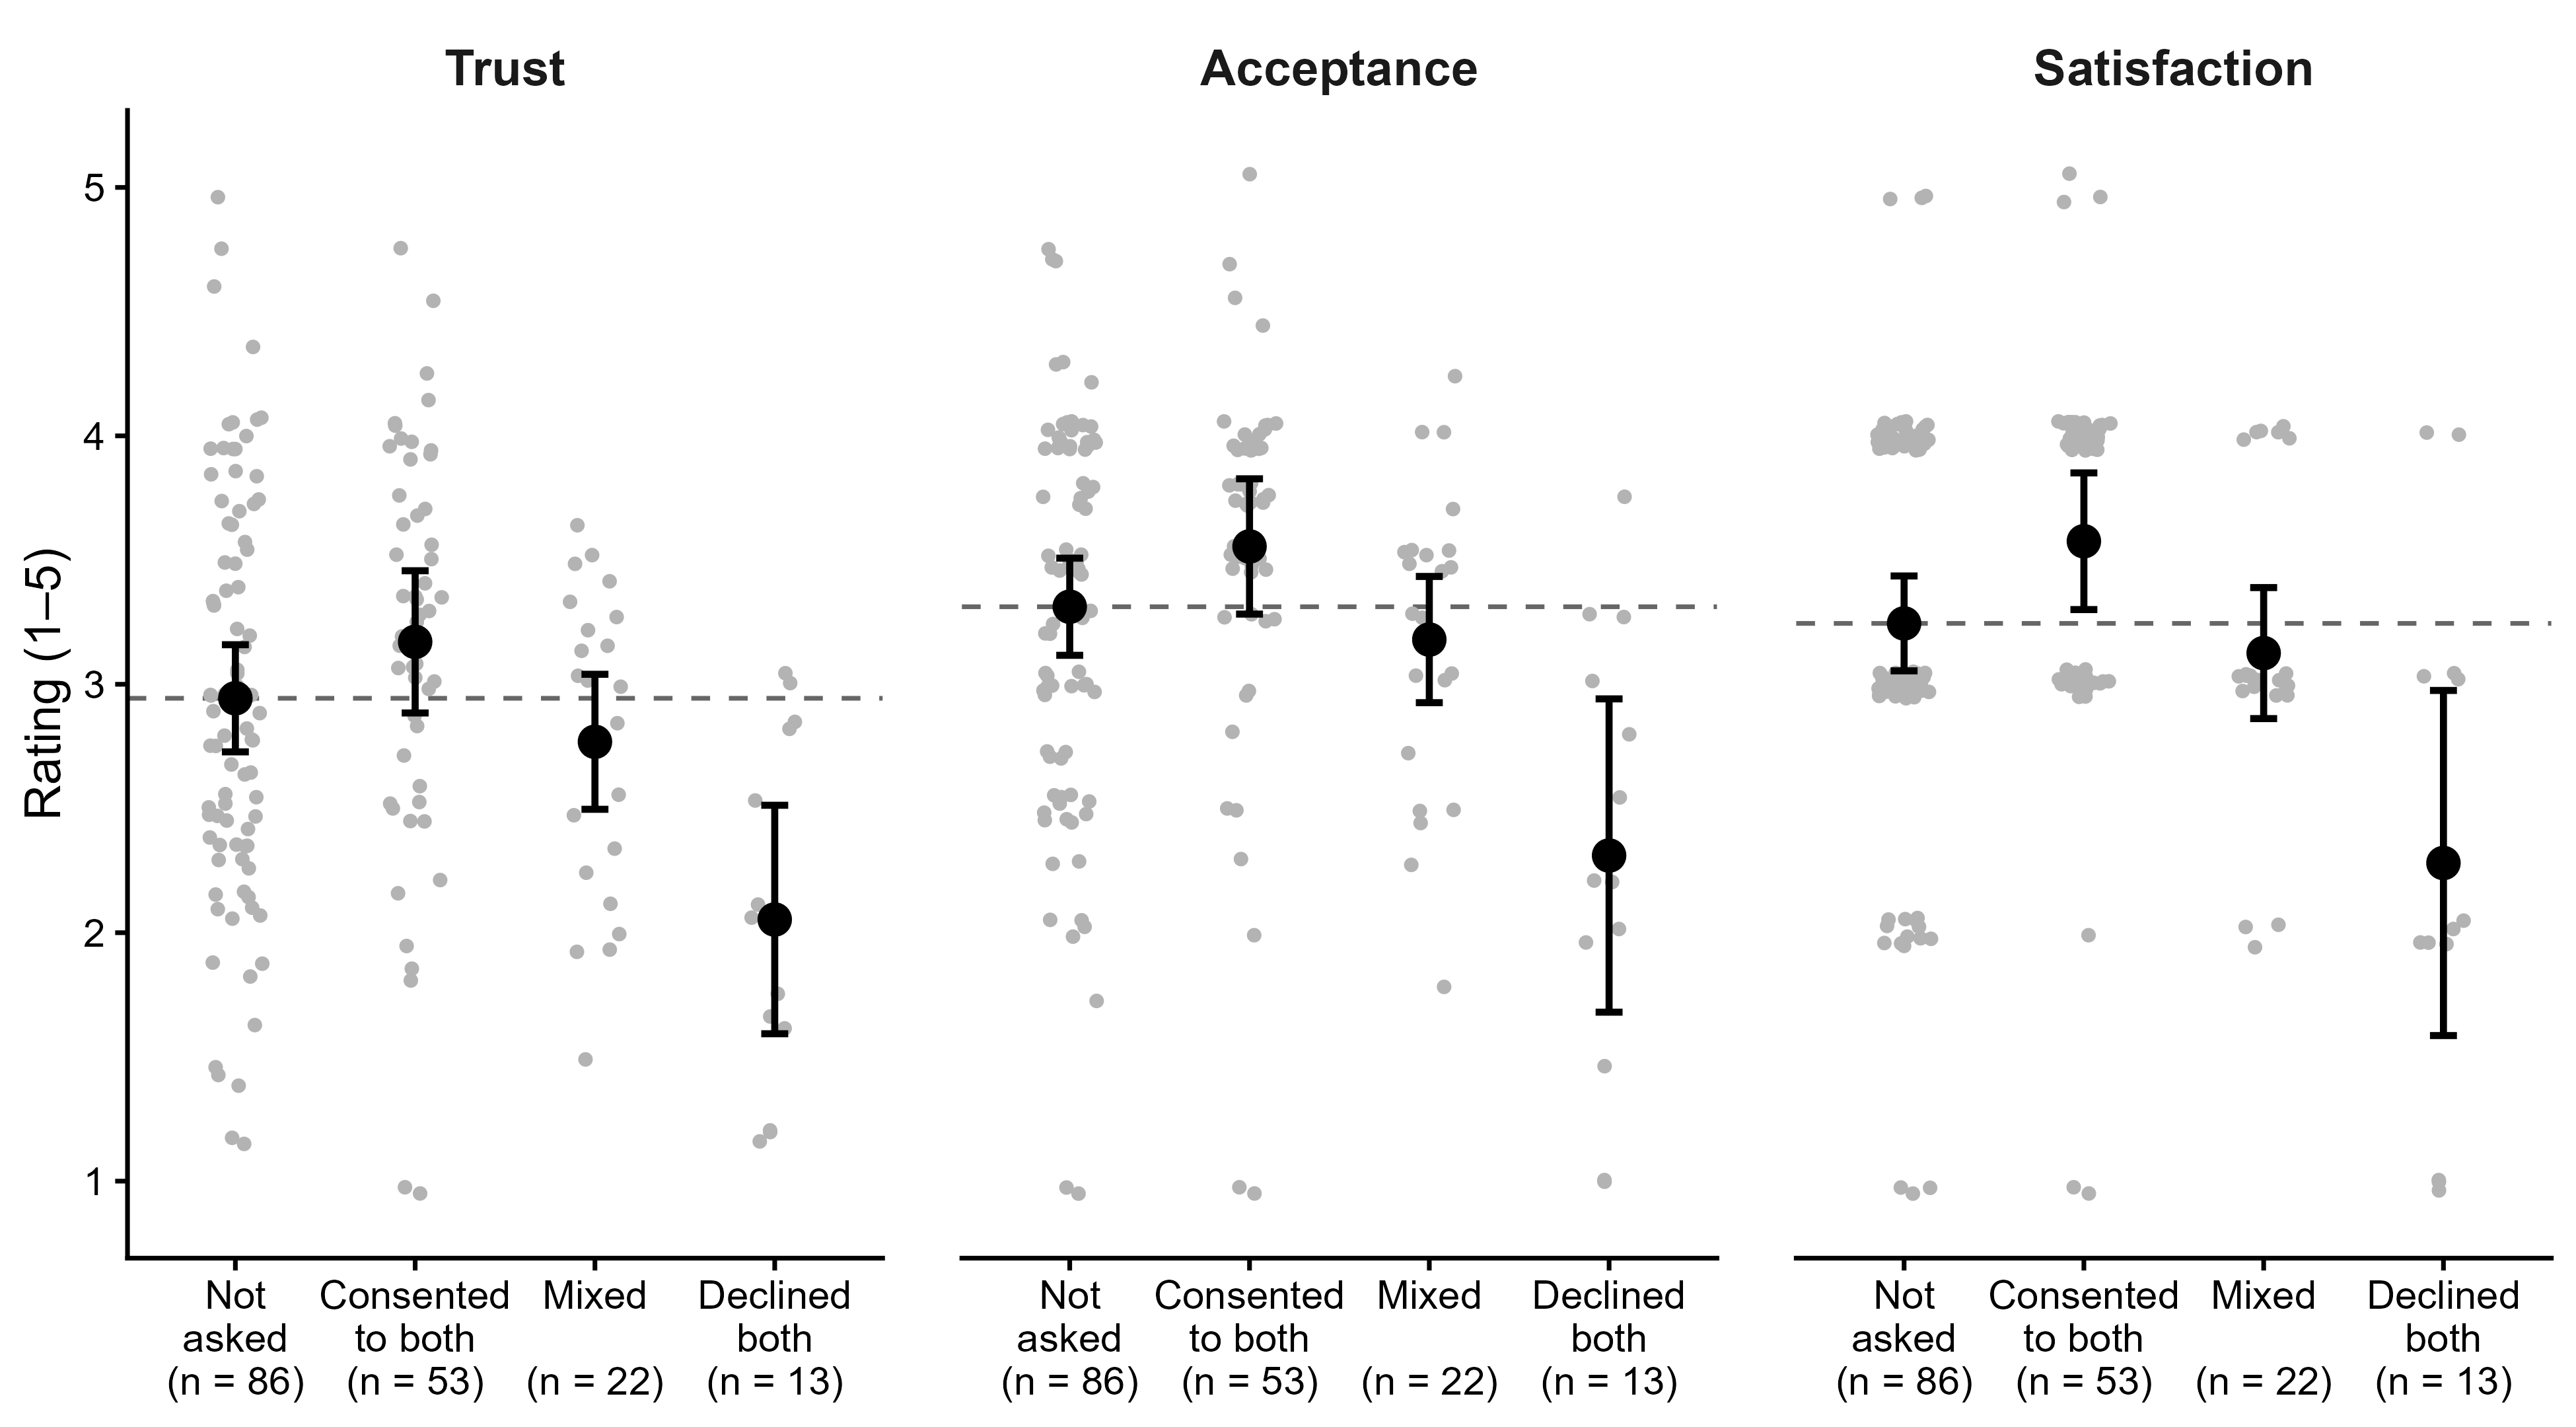 Trust
Acceptance
Satisfaction
Rating (1–5)
5
4
3
2
1
Not
asked
(n = 86)
Consented
to both
(n = 53)
Mixed
(n = 22)
Declined
both
(n = 13)
Not
asked
(n = 86)
Consented
to both
(n = 53)
Mixed
(n = 22)
Declined
both
(n = 13)
Not
asked
(n = 86)
Consented
to both
(n = 53)
Mixed
(n = 22)
Declined
both
(n = 13)